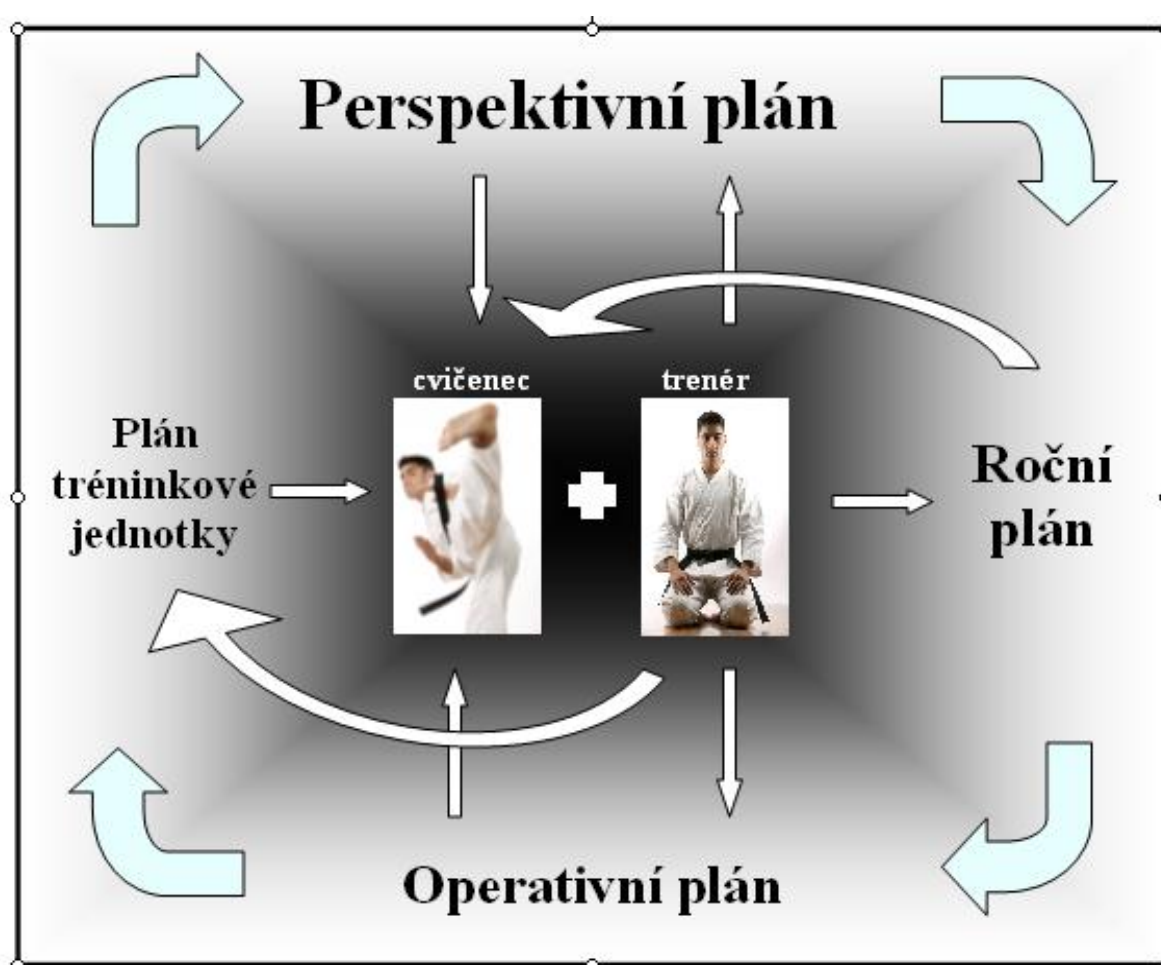 Perspektivní plán
cvičenec
trenér
Plán
tréninkové
jednotky
Roční
plán
Operativní plán